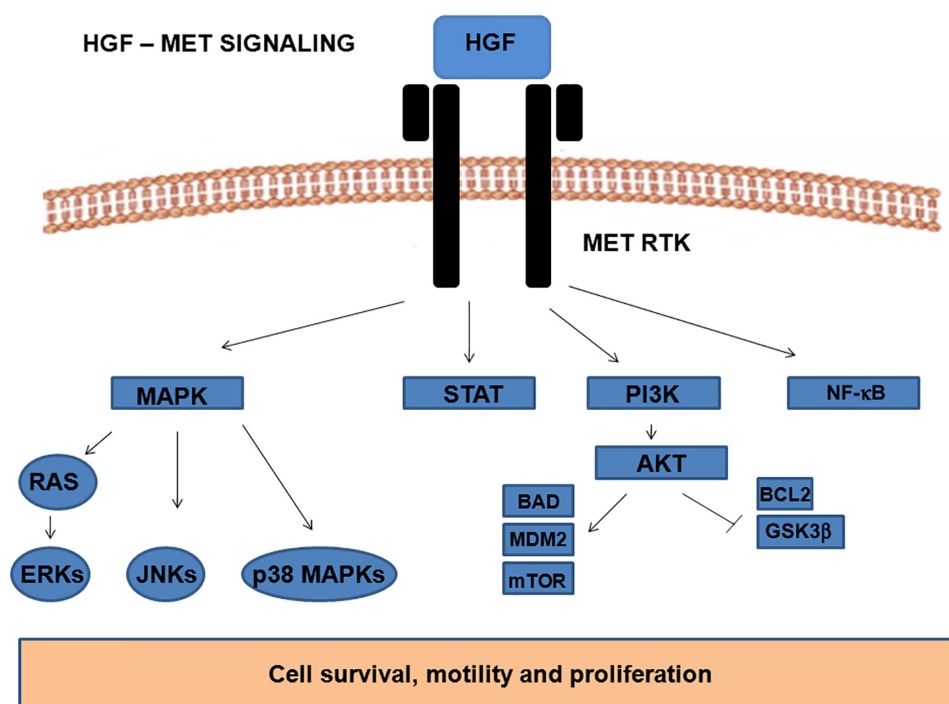 HGF – MET SIGNALING
HGF
MET RTK
MAPK
STAT
PI3K
NF-κB
RAS
AKT
BAD
MDM2
mTOR
BCL2
GSK3β
ERKs
JNKs
p38 MAPKs
Cell survival, motility and proliferation